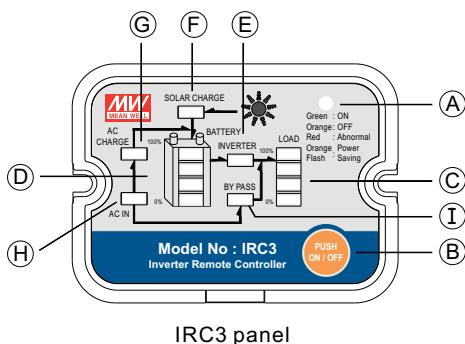 G
F
E
MW
MEAN WELL
SOLAR CHARGE
A
Green : ON
Orange: OFF
Red : Abnormal
Orange Power
Flash : Saving
AC
CHARGE
100%
BATTERY
INVERTER
100%
LOAD
D
C
0%
BY PASS
0%
AC IN
H
I
Model No : IRC3
Inverter Remote Controller
PUSH
ON / OFF
B
IRC3 panel